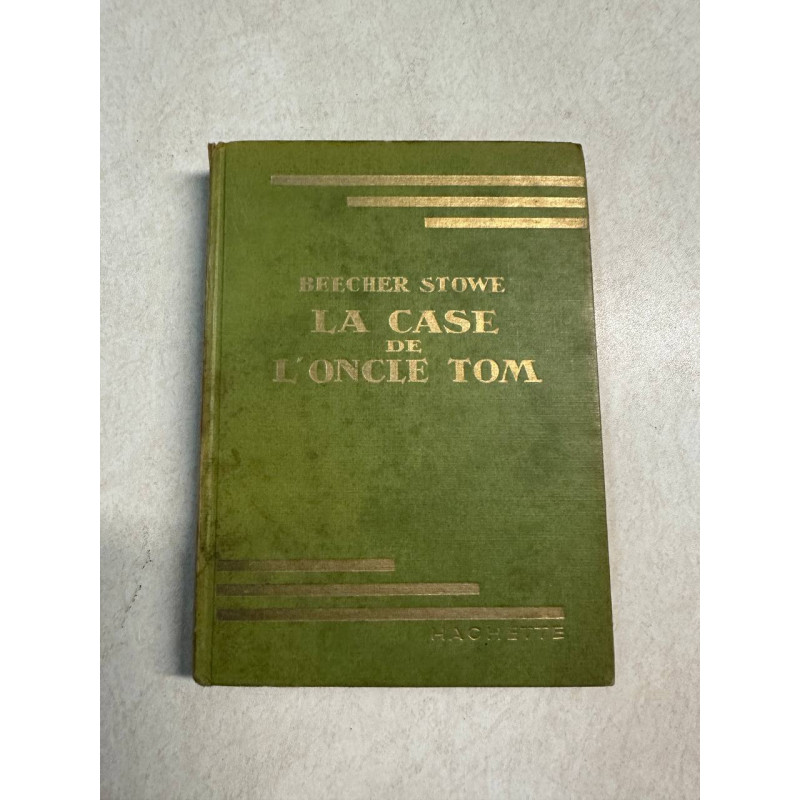 BEECHER STOWE
LA CASE
DE
L'ONCLE TOM
HACHETTE